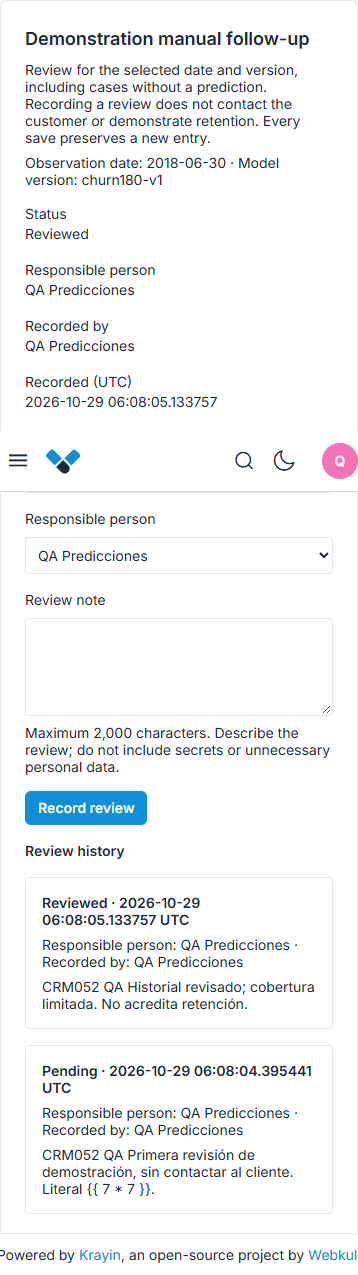 Demonstration manual follow-up
Review for the selected date and version,
including cases without a prediction.
Recording a review does not contact the
customer or demonstrate retention. Every
save preserves a new entry.
Observation date: 2018-06-30 · Model
version: churn180-v1
Status
Reviewed
Responsible person
QA Predicciones
Recorded by
QA Predicciones
Recorded (UTC)
2026-10-29 06:08:05.133757
Q
Responsible person
QA Predicciones
Review note
Maximum 2,000 characters. Describe the
review; do not include secrets or unnecessary
personal data.
Record review
Review history
Reviewed · 2026-10-29
06:08:05.133757 UTC
Responsible person: QA Predicciones ·
Recorded by: QA Predicciones
CRM052 QA Historial revisado; cobertura
limitada. No acredita retención.
Pending · 2026-10-29 06:08:04.395441
UTC
Responsible person: QA Predicciones ·
Recorded by: QA Predicciones
CRM052 QA Primera revisión de
demostración, sin contactar al cliente.
Literal {{ 7 * 7 }}.
Powered by Krayin, an open-source project by Webkul